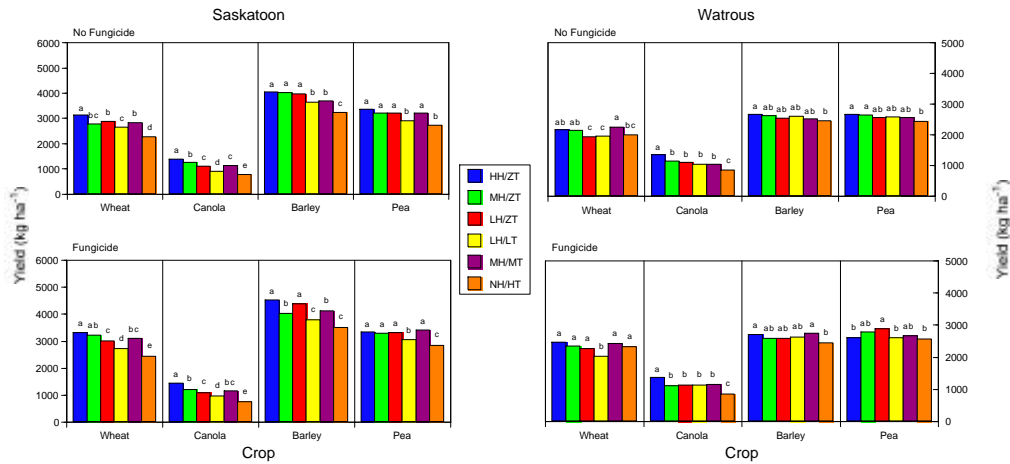 Saskatoon
Watrous
No Fungicide
No Fungicide
6000
5000
4000
3000
2000
1000
0
a bc b c b d
a b c d c e
a a a b b c
a a a b a c
Wheat Canola Barley Pea
ab ab c c a bc
a b b b b c
a ab ab ab ab b
a a ab ab ab b
Wheat Canola Barley Pea
5000
4000
3000
2000
1000
0
Yield (kg ha⁻¹)
HH/ZT
MH/ZT
LH/ZT
LH/LT
MH/MT
NH/HT
Yield (kg ha⁻¹)
Fungicide
Fungicide
6000
5000
4000
3000
2000
1000
0
a ab c d bc e
a b c d bc e
a b a c b c
a a a b a c
Wheat Canola Barley Pea
a a a b a a
a b b b b c
a ab ab ab a b
b ab a b ab b
Wheat Canola Barley Pea
5000
4000
3000
2000
1000
0
Crop
Crop